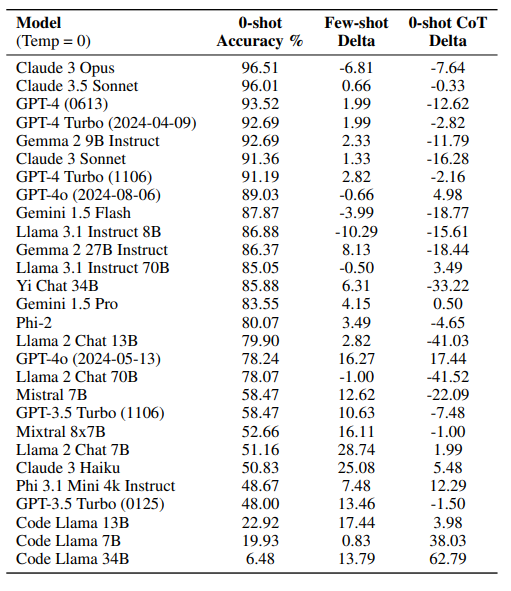 Model 0-shot Few-shot 0-shot CoT
(Temp = 0) Accuracy % Delta Delta
Claude 3 Opus 96.51 -6.81 -7.64
Claude 3.5 Sonnet 96.01 0.66 -0.33
GPT-4 (0613) 93.52 1.99 -12.62
GPT-4 Turbo (2024-04-09) 92.69 1.99 -2.82
Gemma 2 9B Instruct 92.69 2.33 -11.79
Claude 3 Sonnet 91.36 1.33 -16.28
GPT-4 Turbo (1106) 91.19 2.82 -2.16
GPT-4o (2024-08-06) 89.03 -0.66 4.98
Gemini 1.5 Flash 87.87 -3.99 -18.77
Llama 3.1 Instruct 8B 86.88 -10.29 -15.61
Gemma 2 27B Instruct 86.37 8.13 -18.44
Llama 3.1 Instruct 70B 85.05 -0.50 3.49
Yi Chat 34B 85.88 6.31 -33.22
Gemini 1.5 Pro 83.55 4.15 0.50
Phi-2 80.07 3.49 -4.65
Llama 2 Chat 13B 79.90 2.82 -41.03
GPT-4o (2024-05-13) 78.24 16.27 17.44
Llama 2 Chat 70B 78.07 -1.00 -41.52
Mistral 7B 58.47 12.62 -22.09
GPT-3.5 Turbo (1106) 58.47 10.63 -7.48
Mixtral 8x7B 52.66 16.11 -1.00
Llama 2 Chat 7B 51.16 28.74 1.99
Claude 3 Haiku 50.83 25.08 5.48
Phi 3.1 Mini 4k Instruct 48.67 7.48 12.29
GPT-3.5 Turbo (0125) 48.00 13.46 -1.50
Code Llama 13B 22.92 17.44 3.98
Code Llama 7B 19.93 0.83 38.03
Code Llama 34B 6.48 13.79 62.79